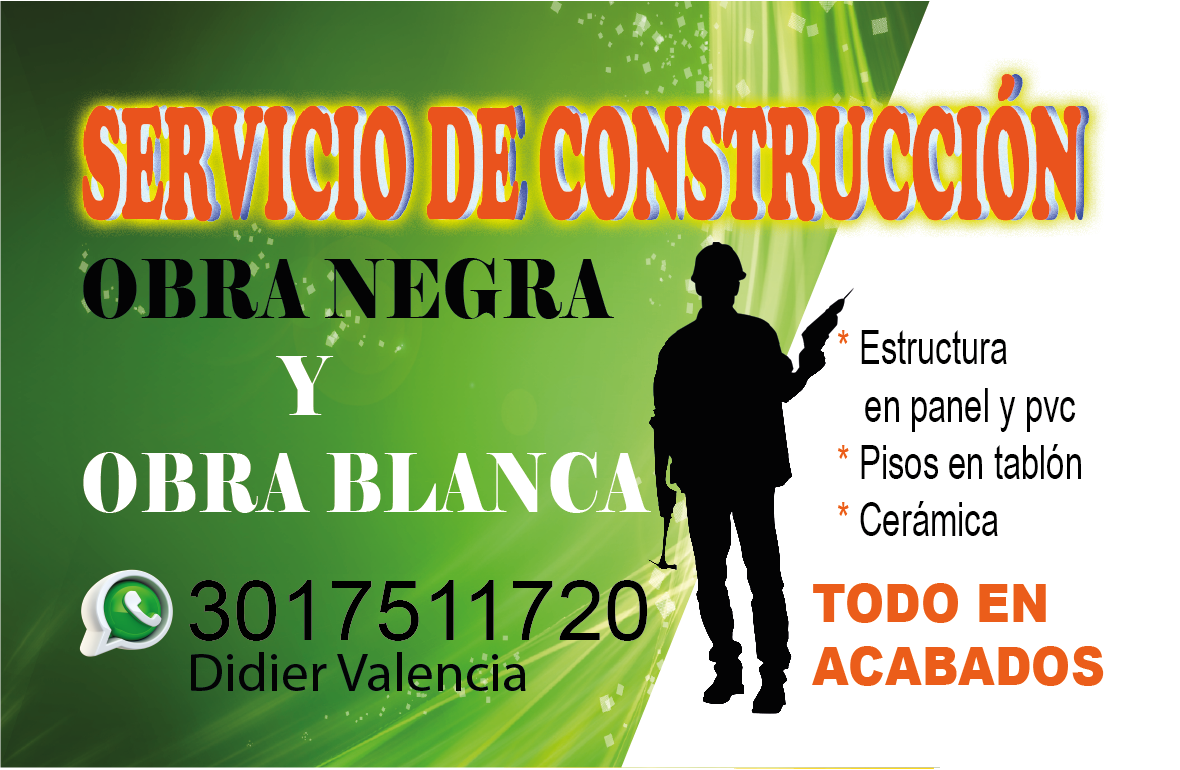 SERVICIO DE CONSTRUCCIÓN
OBRA NEGRA
Y
OBRA BLANCA
3017511720
Didier Valencia
* Estructura
en panel y pvc
* Pisos en tablón
* Cerámica
TODO EN
ACABADOS